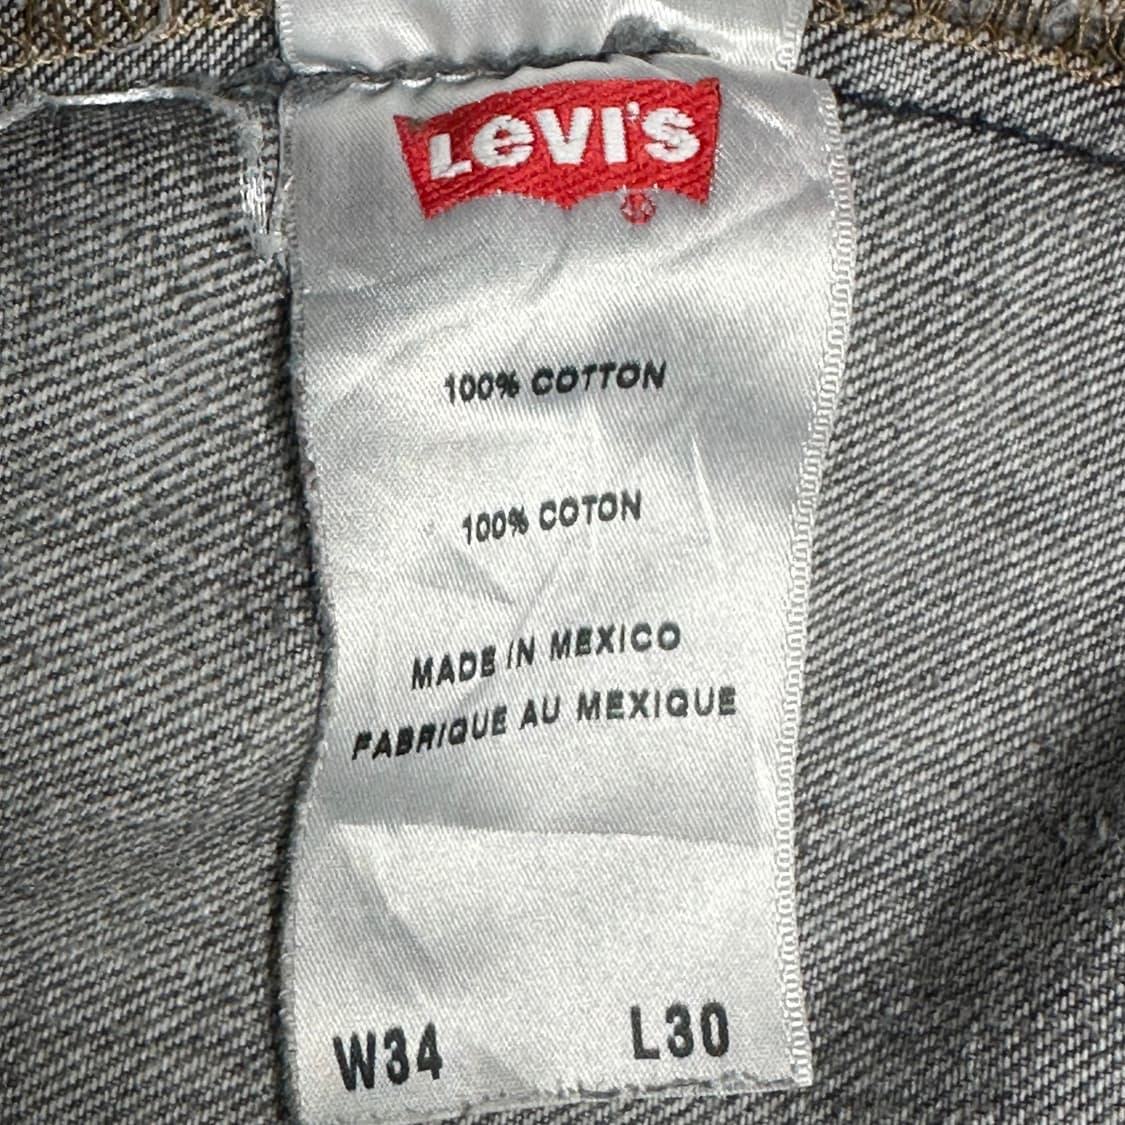 LeVI'S
®
100% COTTON
100% COTON
MADE IN MEXICO
FABRIQUE AU MEXIQUE
W34 L30